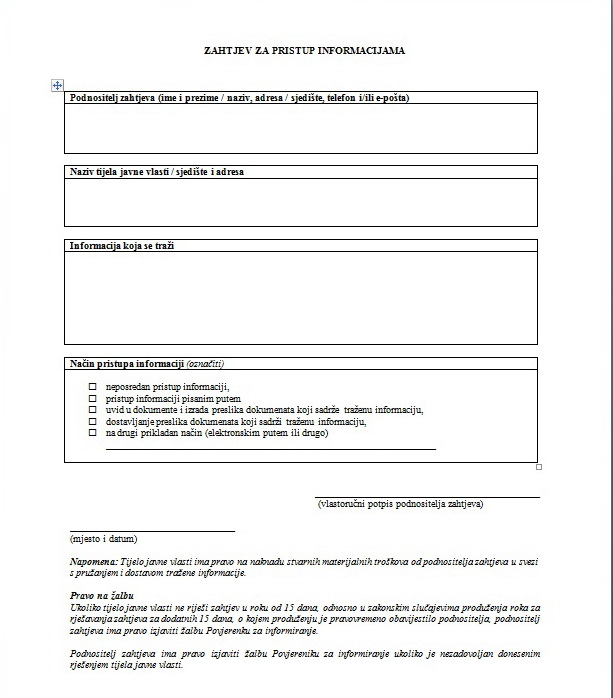 ZAHTJEV ZA PRISTUP INFORMACIJAMA
Podnositelj zahtjeva (ime i prezime / naziv, adresa / sjedište, telefon i/ili e-pošta)
Naziv tijela javne vlasti / sjedište i adresa
Informacija koja se traži
Način pristupa informaciji (označiti)
☐ neposredan pristup informaciji,
☐ pristup informaciji pisanim putem
☐ uvid u dokumente i izrada preslika dokumenata koji sadrže traženu informaciju,
☐ dostavljanje preslika dokumenata koji sadrži traženu informaciju,
☐ na drugi prikladan način (elektronskim putem ili drugo)
(vlastoručni potpis podnositelja zahtjeva)
(mjesto i datum)
Napomena: Tijelo javne vlasti ima pravo na naknadu stvarnih materijalnih troškova od podnositelja zahtjeva u svezi
s pružanjem i dostavom tražene informacije.
Pravo na žalbu
Ukoliko tijelo javne vlasti ne riješi zahtjev u roku od 15 dana, odnosno u zakonskim slučajevima produženja roka za
rješavanja zahtjeva za dodatnih 15 dana, o kojem produženju je pravovremeno obavijestilo podnositelja, podnositelj
zahtjeva ima pravo izjaviti žalbu Povjerenku za informiranje.
Podnositelj zahtjeva ima pravo izjaviti žalbu Povjereniku za informiranje ukoliko je nezadovoljan donesenim
rješenjem tijela javne vlasti.